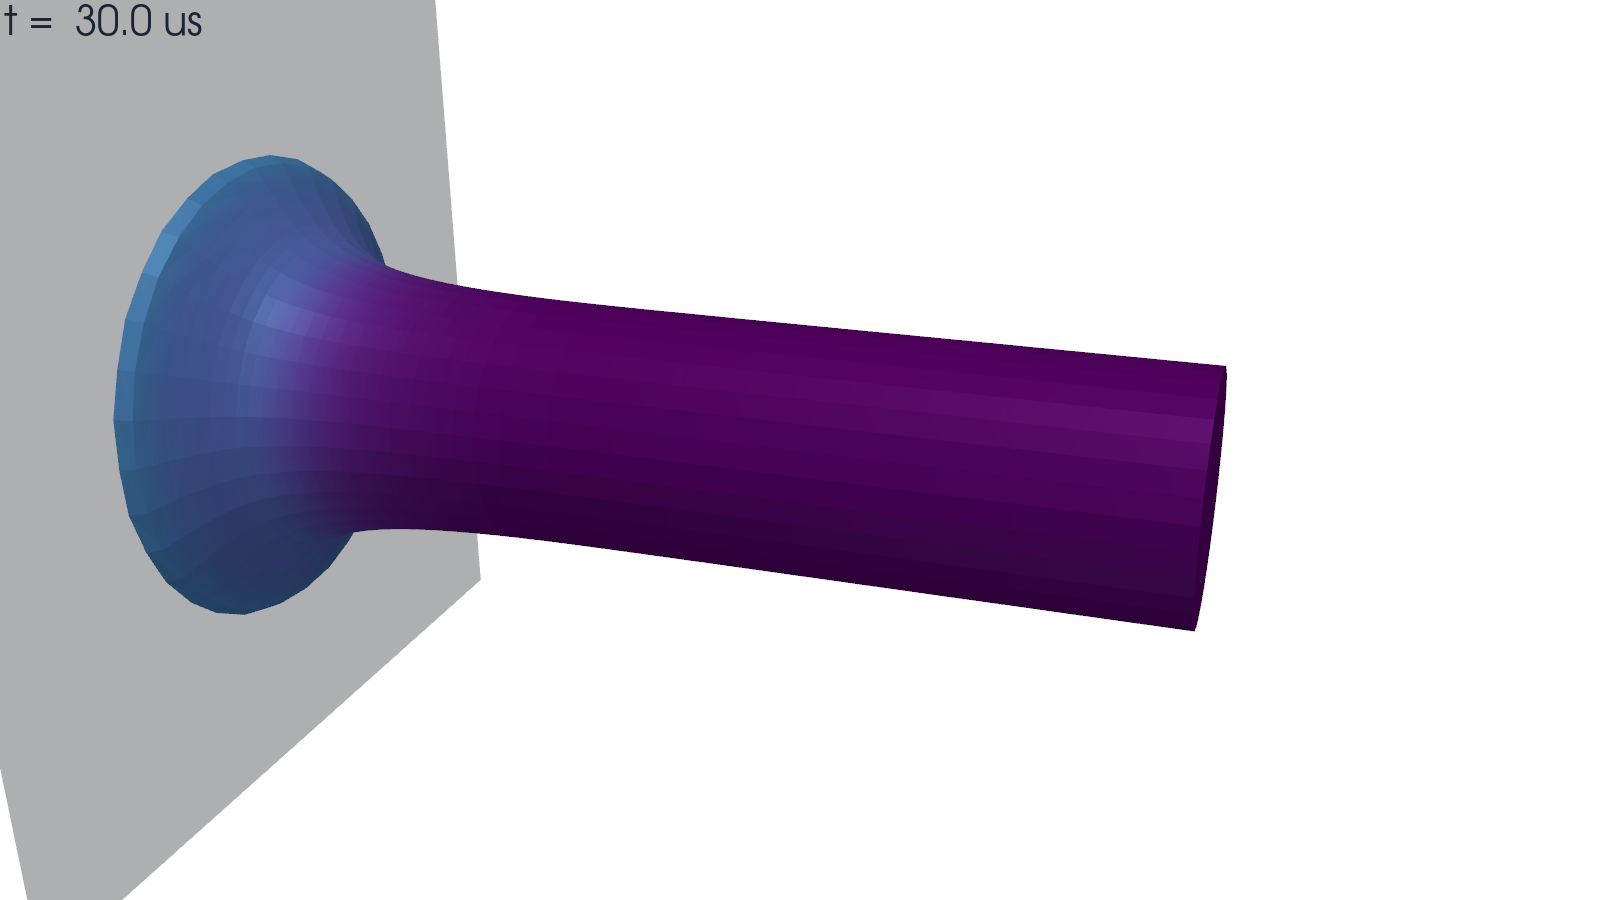 t =  30.0 us